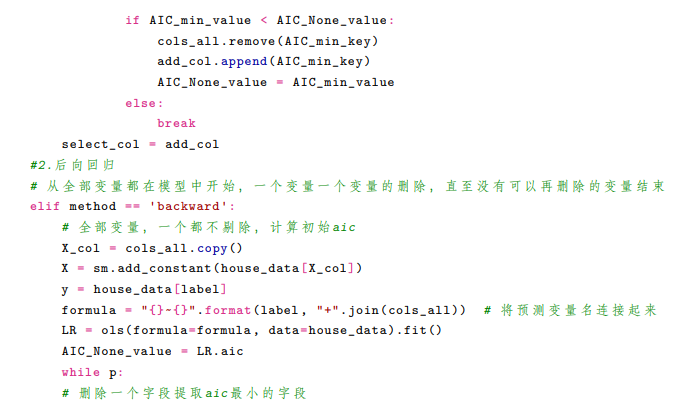 if AIC_min_value < AIC_None_value:
cols_all.remove(AIC_min_key)
add_col.append(AIC_min_key)
AIC_None_value = AIC_min_value
else:
break
select_col = add_col
#2.后向回归
# 从全部变量都在模型中开始, 一个变量一个变量的删除, 直至没有可以再删除的变量结束
elif method == 'backward':
# 全部变量, 一个都不剔除, 计算初始aic
X_col = cols_all.copy()
X = sm.add_constant(house_data[X_col])
y = house_data[label]
formula = "{}~{}".format(label, "+".join(cols_all)) # 将预测变量名连接起来
LR = ols(formula=formula, data=house_data).fit()
AIC_None_value = LR.aic
while p:
# 删除一个字段提取aic最小的字段